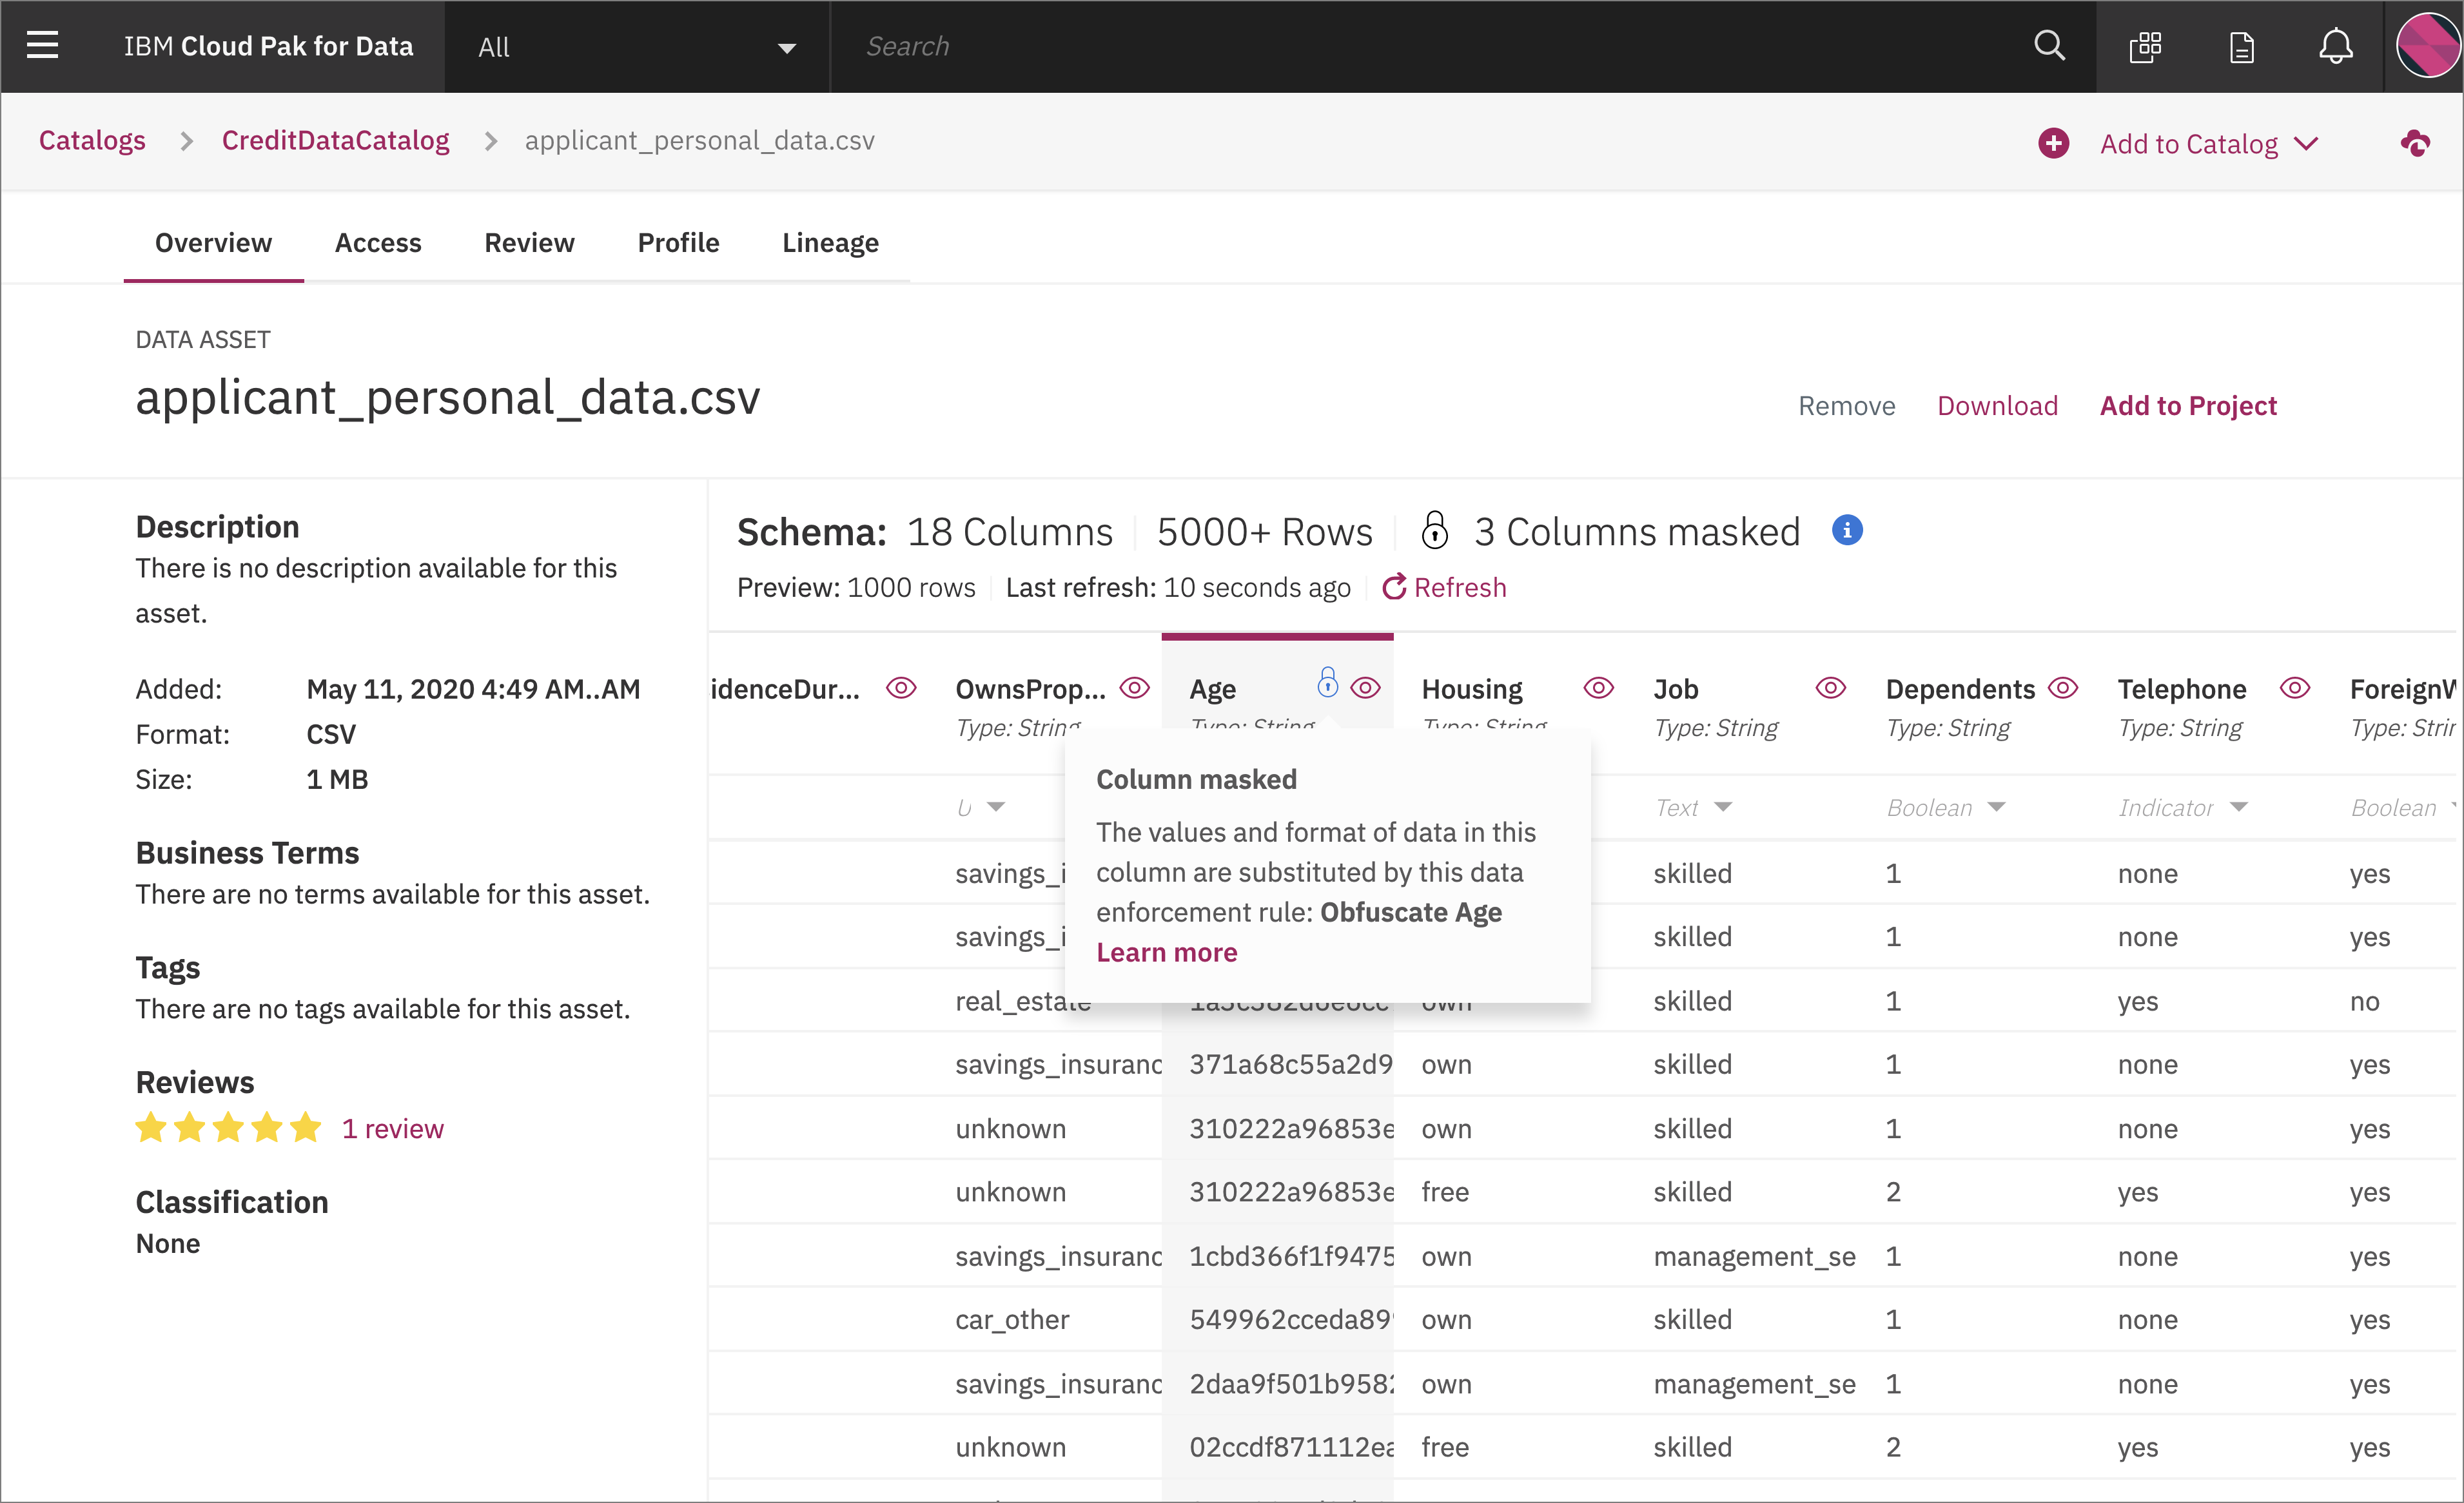 IBM Cloud Pak for Data All Search
Catalogs CreditDataCatalog applicant_personal_data.csv Add to Catalog
Overview Access Review Profile Lineage
DATA ASSET
applicant_personal_data.csv
Remove Download Add to Project
Description
There is no description available for this
asset.
Added: May 11, 2020 4:49 AM..AM
Format: CSV
Size: 1 MB
Business Terms
There are no terms available for this asset.
Tags
There are no tags available for this asset.
Reviews
1 review
Classification
None
Schema: 18 Columns 5000+ Rows 3 Columns masked
Preview: 1000 rows Last refresh: 10 seconds ago Refresh
idenceDur... OwnsProp... Age Housing Job Dependents Telephone ForeignW
Type: String Type: String Type: String Type: String Type: String Type: String Type: Strin
Text Boolean Indicator Boolean
Column masked
The values and format of data in this
column are substituted by this data
enforcement rule: Obfuscate Age
Learn more
savings_i skilled 1 none yes
savings_i skilled 1 none yes
real_estate own skilled 1 yes no
savings_insuranc 371a68c55a2d9 own skilled 1 none yes
unknown 310222a96853e own skilled 1 none yes
unknown 310222a96853e free skilled 2 yes yes
savings_insuranc 1cbd366f1f9475 own management_se 1 none yes
car_other 549962cceda899 own skilled 1 none yes
savings_insuranc 2daa9f501b9582 own management_se 1 none yes
unknown 02ccdf871112ea free skilled 2 yes yes